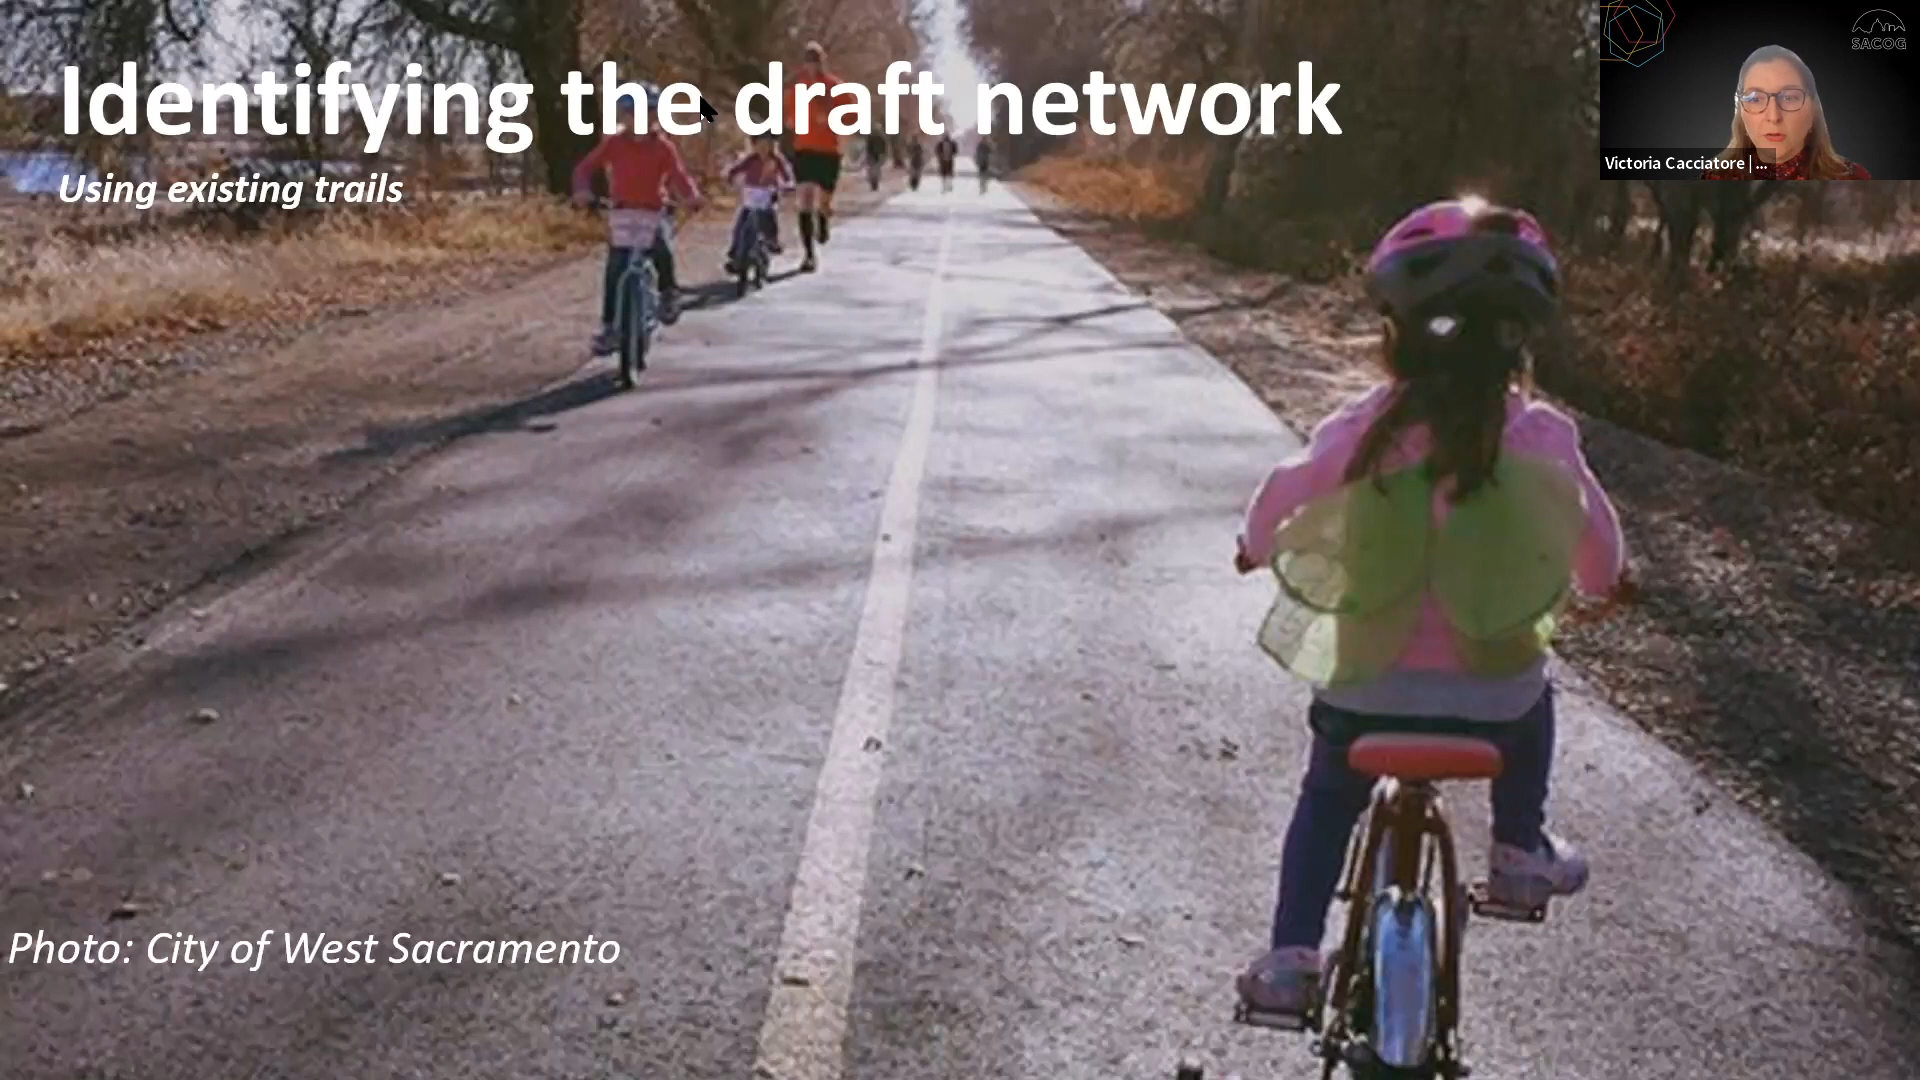 Identifying the draft network
Using existing trails
SACOG
Victoria Cacciatore | ...
Photo: City of West Sacramento